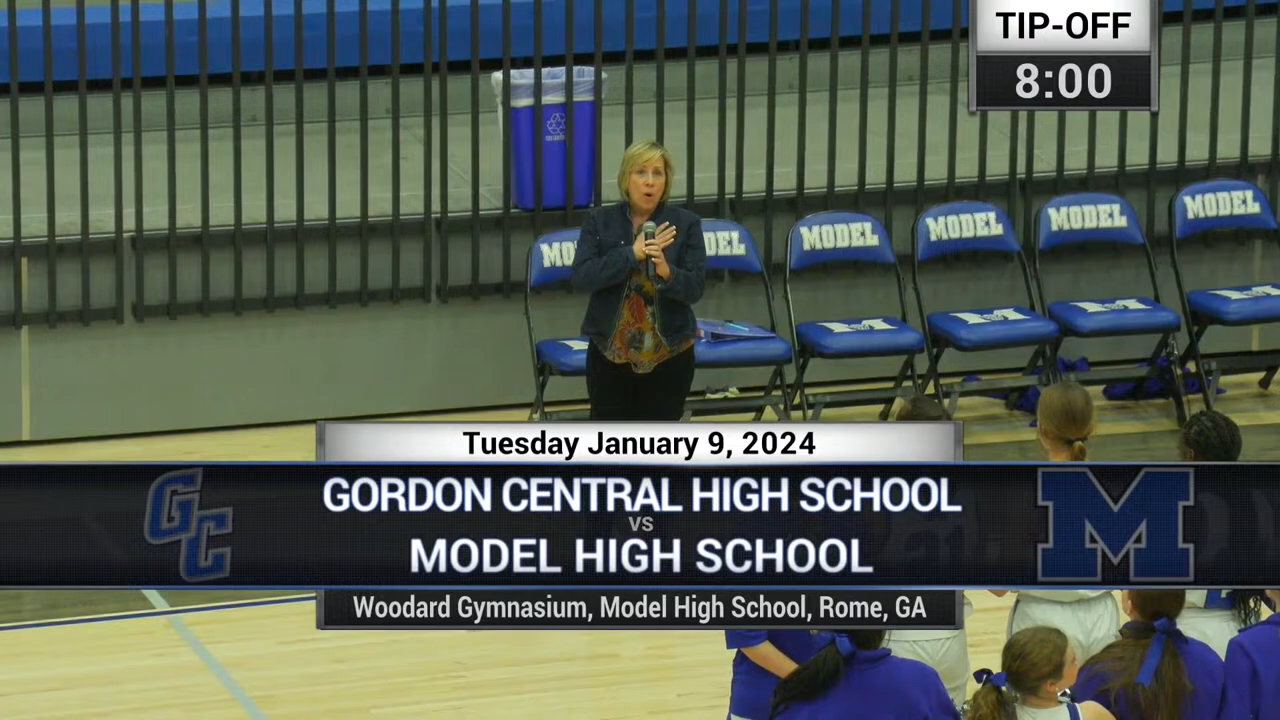 TIP-OFF
8:00
MODEL
MODEL
MODEL
MODEL
M
M
M
M
Tuesday January 9, 2024
GC
GORDON CENTRAL HIGH SCHOOL
VS
MODEL HIGH SCHOOL
M
Woodard Gymnasium, Model High School, Rome, GA